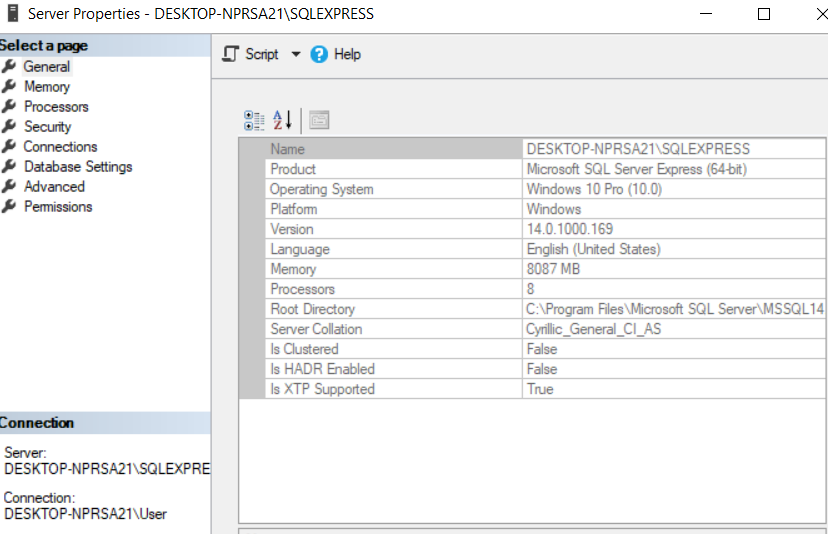 Server Properties - DESKTOP-NPRSA21\SQLEXPRESS
Select a page
General
Memory
Processors
Security
Connections
Database Settings
Advanced
Permissions
Script Help
Name DESKTOP-NPRSA21\SQLEXPRESS
Product Microsoft SQL Server Express (64-bit)
Operating System Windows 10 Pro (10.0)
Platform Windows
Version 14.0.1000.169
Language English (United States)
Memory 8087 MB
Processors 8
Root Directory C:\Program Files\Microsoft SQL Server\MSSQL14
Server Collation Cyrillic_General_CI_AS
Is Clustered False
Is HADR Enabled False
Is XTP Supported True
Connection
Server:
DESKTOP-NPRSA21\SQLEXPRE
Connection:
DESKTOP-NPRSA21\User